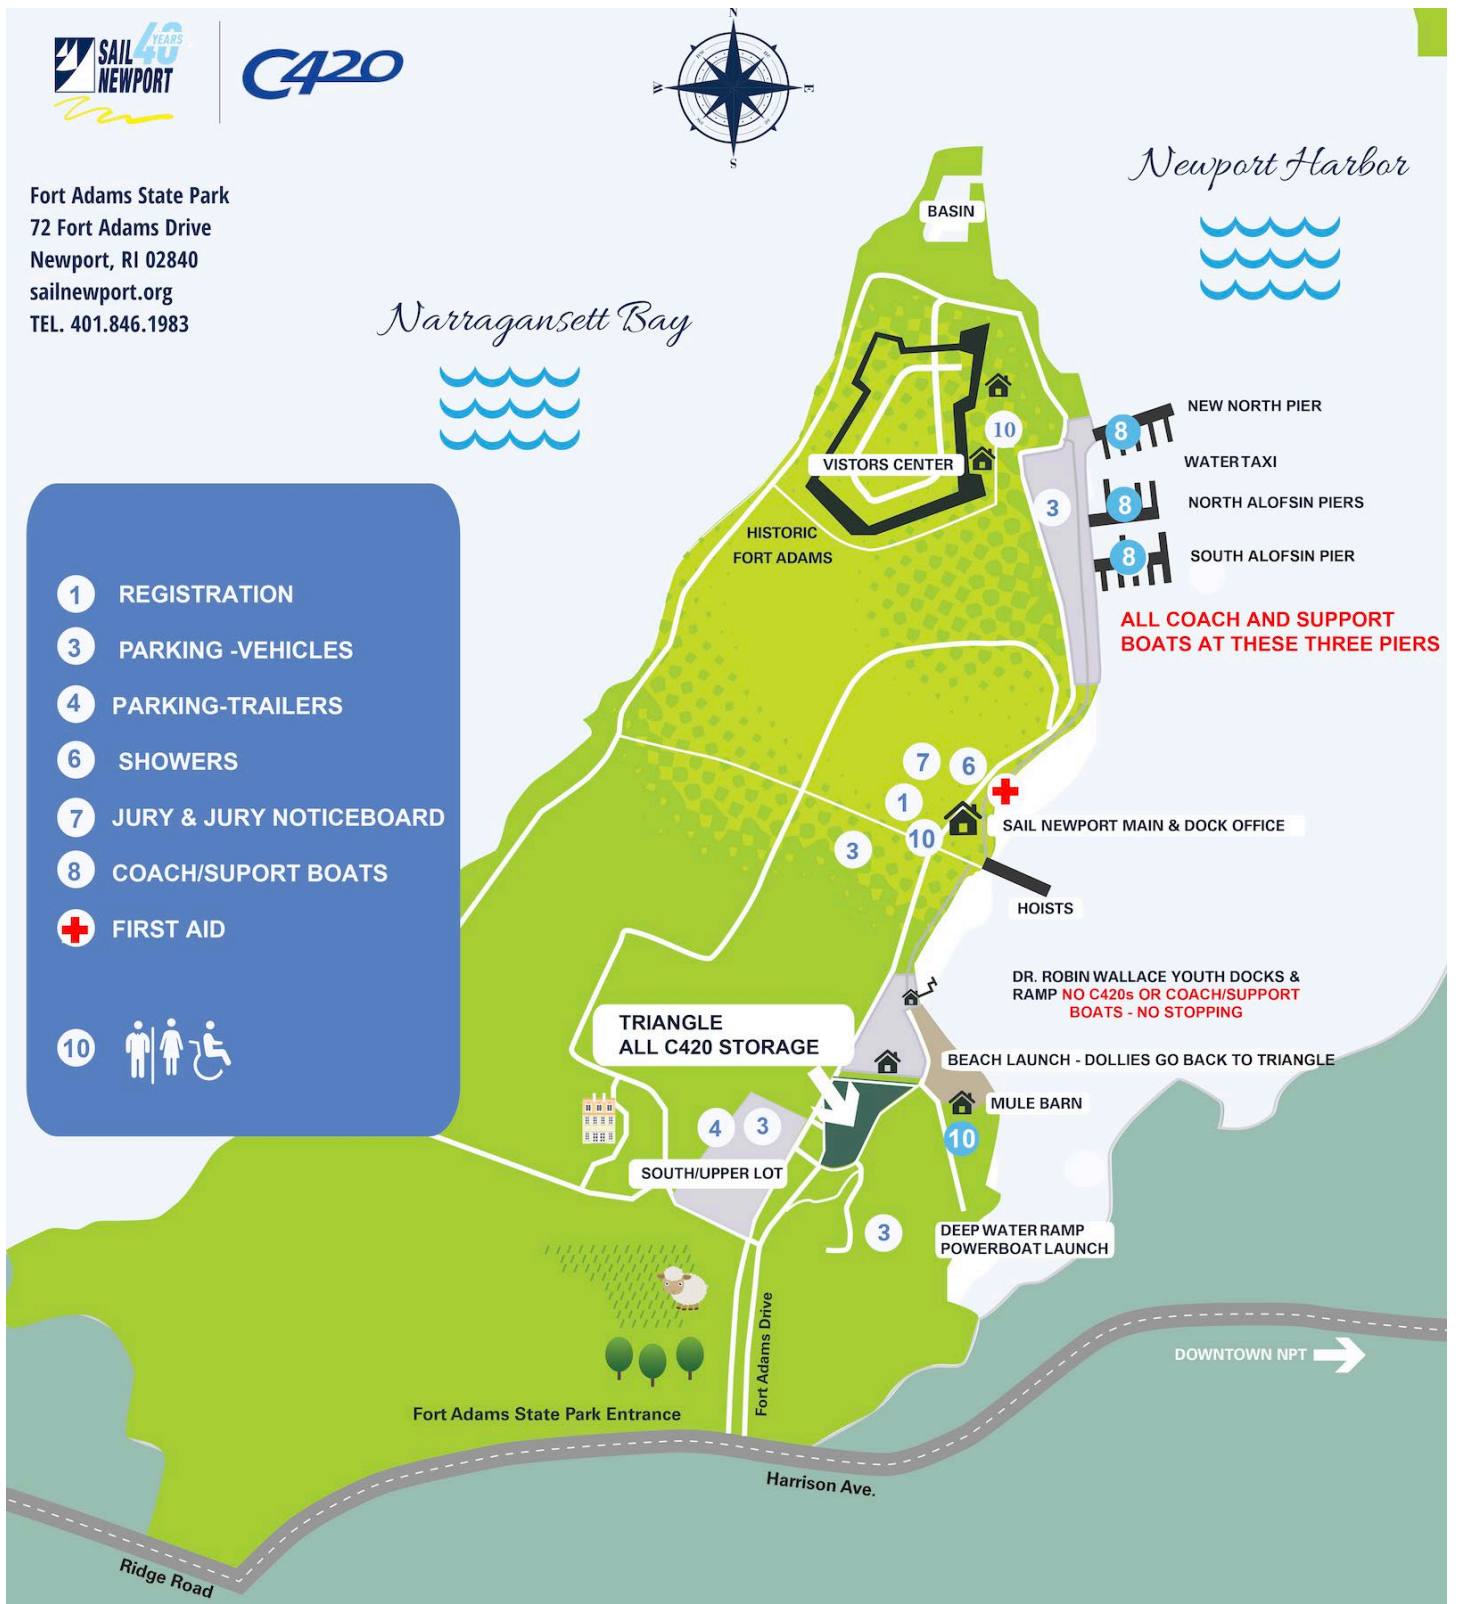 SAIL
NEWPORT
40
YEARS
C420
N
W
E
S
Fort Adams State Park
72 Fort Adams Drive
Newport, RI 02840
sailnewport.org
TEL. 401.846.1983
Newport Harbor
Narragansett Bay
BASIN
NEW NORTH PIER
8
10
WATER TAXI
VISTORS CENTER
3
8
NORTH ALOFSIN PIERS
HISTORIC
FORT ADAMS
8
SOUTH ALOFSIN PIER
ALL COACH AND SUPPORT
BOATS AT THESE THREE PIERS
1 REGISTRATION
3 PARKING -VEHICLES
4 PARKING-TRAILERS
6 SHOWERS
7 JURY & JURY NOTICEBOARD
8 COACH/SUPORT BOATS
FIRST AID
10
7
6
1
10
3
SAIL NEWPORT MAIN & DOCK OFFICE
HOISTS
DR. ROBIN WALLACE YOUTH DOCKS &
RAMP NO C420s OR COACH/SUPPORT
BOATS - NO STOPPING
TRIANGLE
ALL C420 STORAGE
BEACH LAUNCH - DOLLIES GO BACK TO TRIANGLE
MULE BARN
10
4
3
SOUTH/UPPER LOT
3
DEEP WATER RAMP
POWERBOAT LAUNCH
Fort Adams Drive
DOWNTOWN NPT
Fort Adams State Park Entrance
Harrison Ave.
Ridge Road